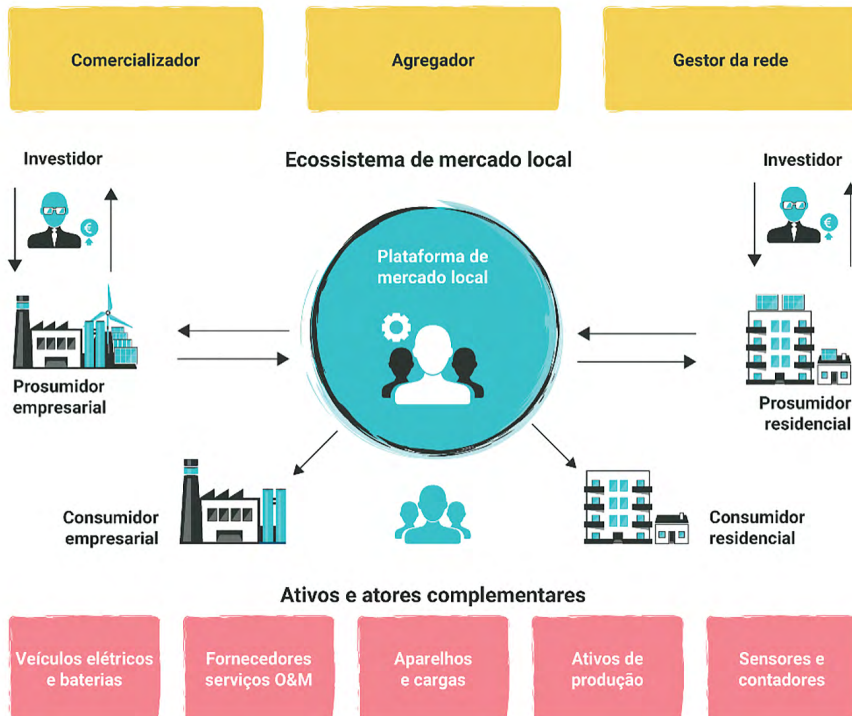 Comercializador
Agregador
Gestor da rede
Investidor
Ecossistema de mercado local
Investidor
€
€
Plataforma de
mercado local
Prosumidor
empresarial
Prosumidor
residencial
Consumidor
empresarial
Consumidor
residencial
Ativos e atores complementares
Veículos elétricos
e baterias
Fornecedores
serviços O&M
Aparelhos
e cargas
Ativos de
produção
Sensores e
contadores